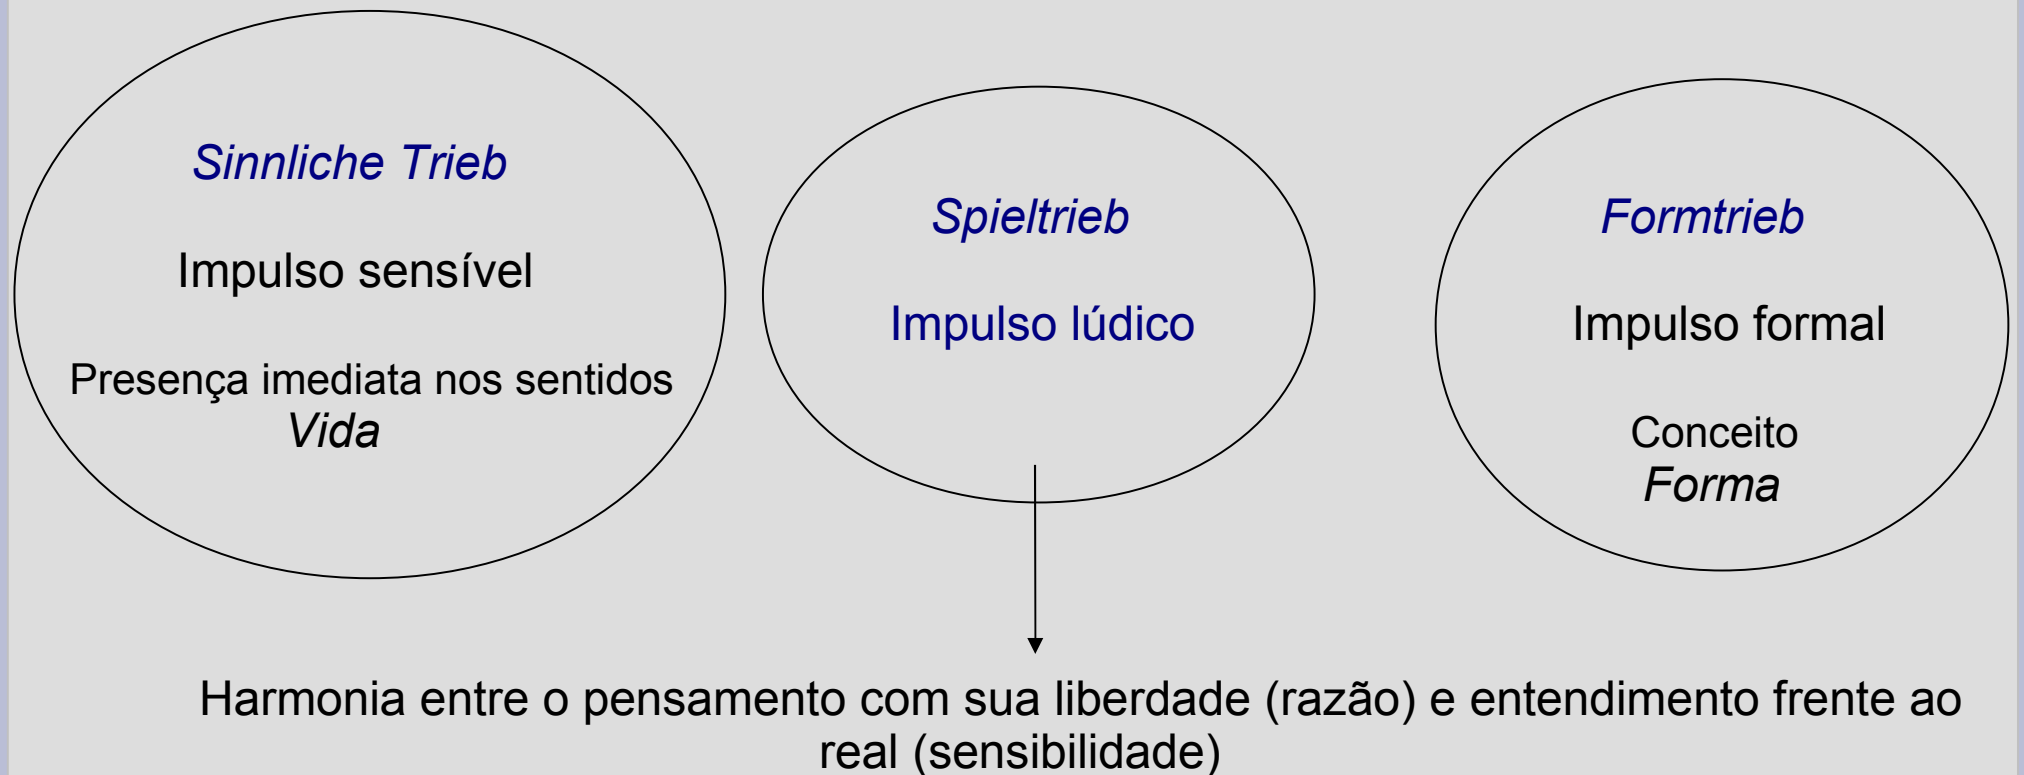 Sinnliche Trieb
Impulso sensível
Presença imediata nos sentidos
Vida
Spieltrieb
Impulso lúdico
Formtrieb
Impulso formal
Conceito
Forma
Harmonia entre o pensamento com sua liberdade (razão) e entendimento frente ao
real (sensibilidade)